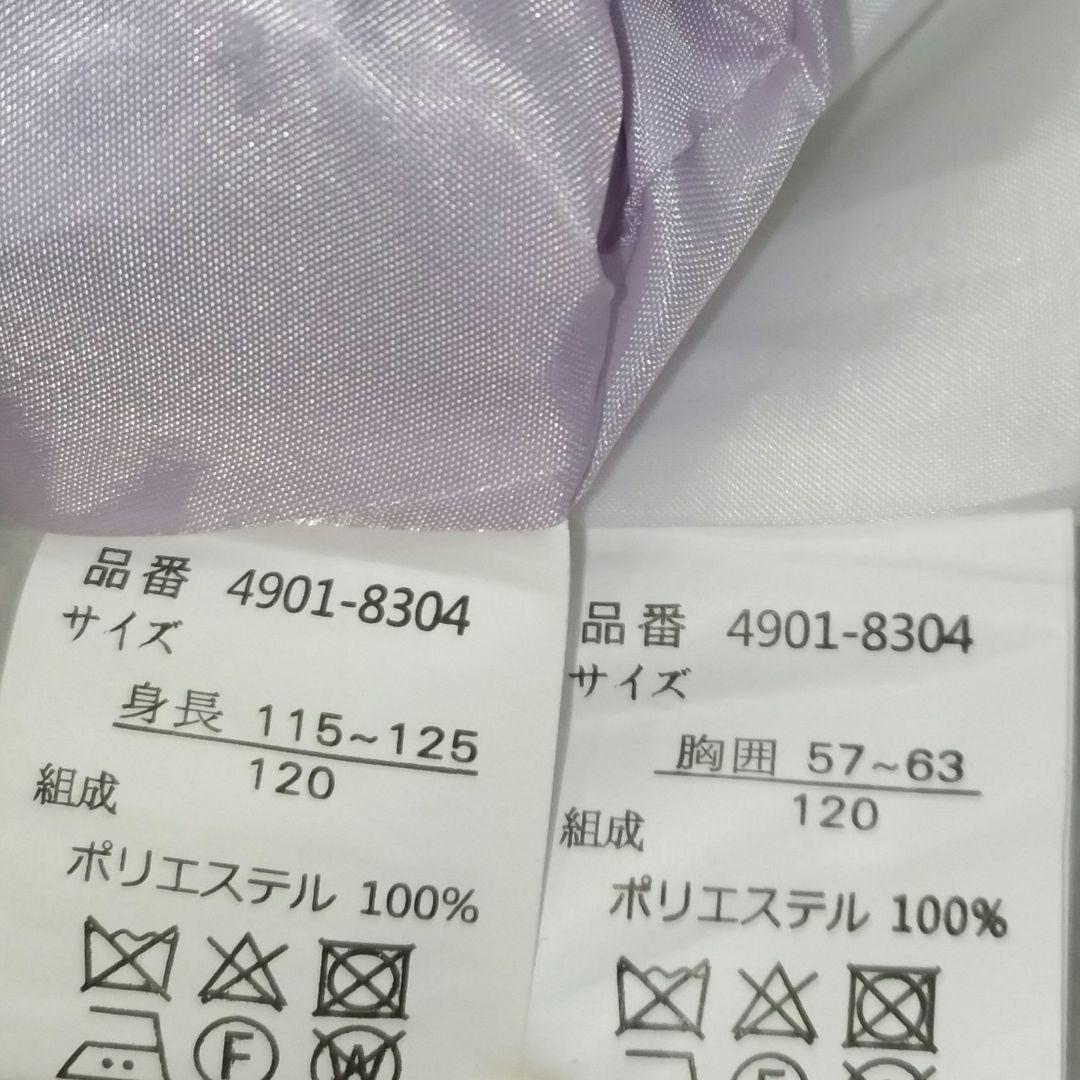 品番 4901-8304
サイズ
身長 115~125
120
組成
ポリエステル 100%
F
W
品番 4901-8304
サイズ
胸囲 57~63
120
組成
ポリエステル 100%